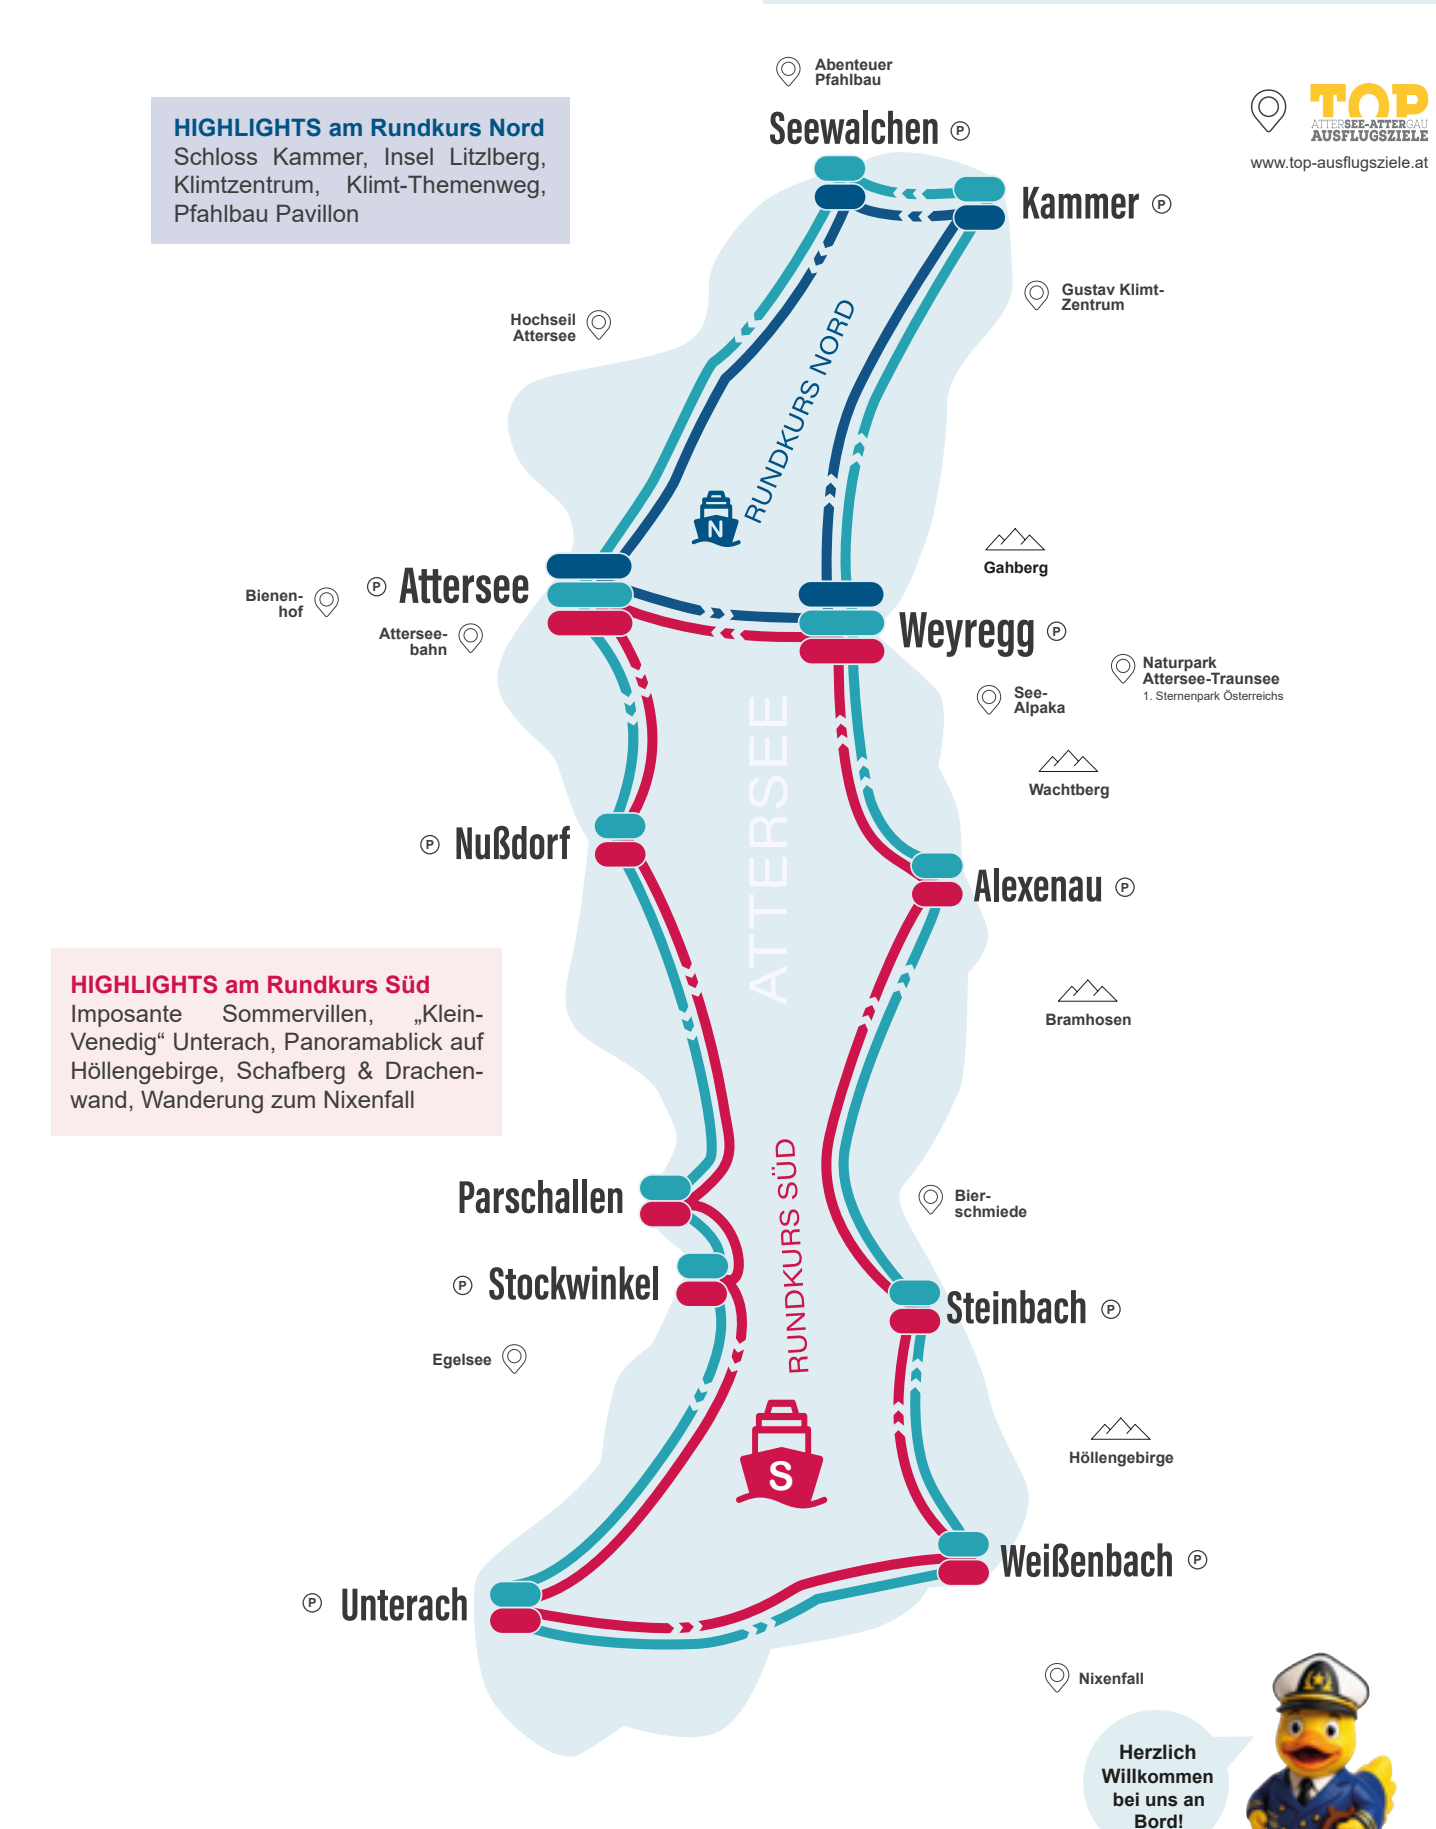 Abenteuer
Pfahlbau
Seewalchen P
TOP
ATTERSEE-ATTERGAU
AUSFLUGSZIELE
www.top-ausflugsziele.at
HIGHLIGHTS am Rundkurs Nord
Schloss Kammer, Insel Litzlberg,
Klimtzentrum, Klimt-Themenweg,
Pfahlbau Pavillon
Kammer P
Gustav Klimt-
Zentrum
Hochseil
Attersee
RUNDKURS NORD
N
Gahberg
P Attersee
Bienen-
hof
Attersee-
bahn
Weyregg P
Naturpark
Attersee-Traunsee
1. Sternenpark Österreichs
See-
Alpaka
ATTERSEE
Wachtberg
P Nußdorf
Alexenau P
HIGHLIGHTS am Rundkurs Süd
Imposante Sommervillen, „Klein-
Venedig“ Unterach, Panoramablick auf
Höllengebirge, Schafberg & Drachen-
wand, Wanderung zum Nixenfall
Bramhosen
RUNDKURS SÜD
Parschallen
Bier-
schmiede
P Stockwinkel
Steinbach P
Egelsee
S
Höllengebirge
Weißenbach P
P Unterach
Nixenfall
Herzlich
Willkommen
bei uns an
Bord!